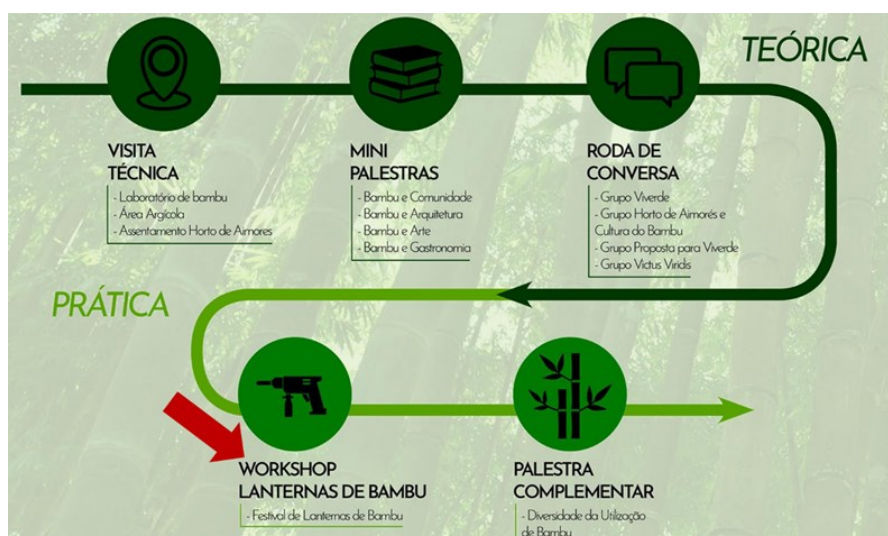 TEÓRICA
VISITA
TÉCNICA
- Laboratório de bambu
- Área Argícola
- Assentamento Horto de Aimores
MINI
PALESTRAS
- Bambu e Comunidade
- Bambu e Arquitetura
- Bambu e Arte
- Bambu e Gastronomia
RODA DE
CONVERSA
- Grupo Viverde
- Grupo Horto de Aimorés e
Cultura do Bambu
- Grupo Proposta para Viverde
- Grupo Victus Viridis
PRÁTICA
WORKSHOP
LANTERNAS DE BAMBU
- Festival de Lanternas de Bambu
PALESTRA
COMPLEMENTAR
- Diversidade da Utilização
de Bambu